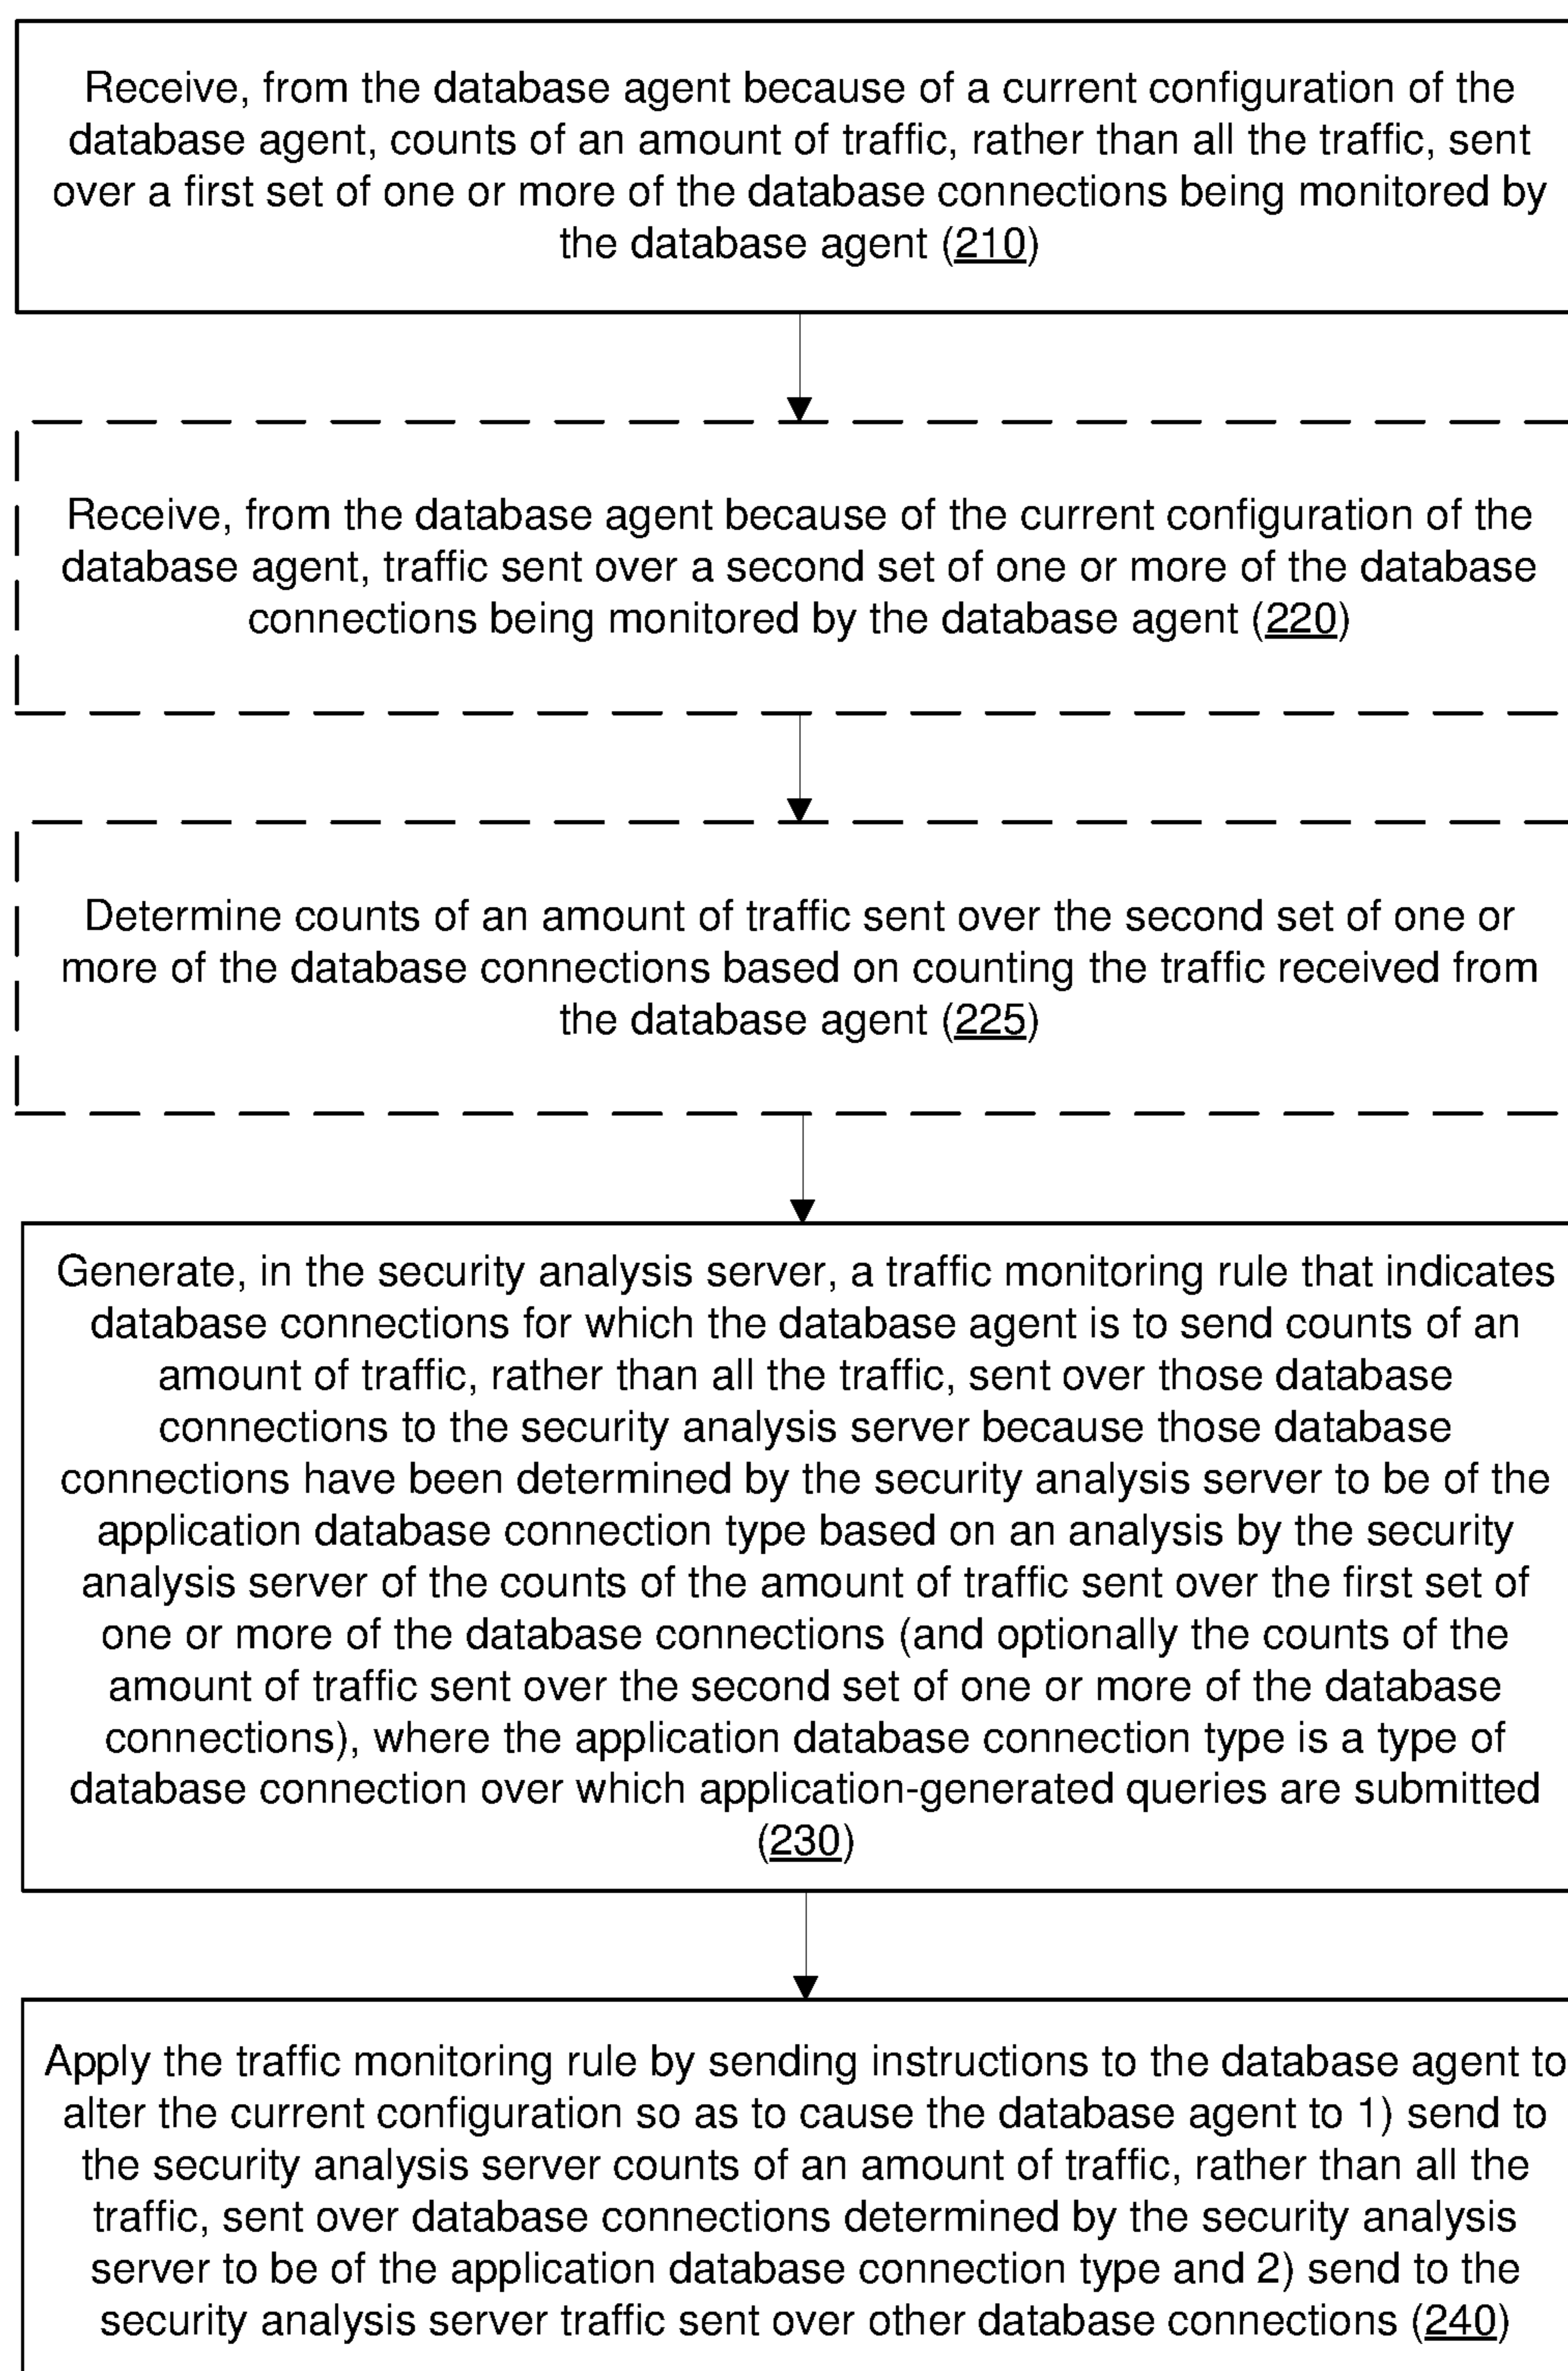 Receive, from the database agent because of a current configuration of the
database agent, counts of an amount of traffic, rather than all the traffic, sent
over a first set of one or more of the database connections being monitored by
the database agent (210)
Receive, from the database agent because of the current configuration of the
database agent, traffic sent over a second set of one or more of the database
connections being monitored by the database agent (220)
Determine counts of an amount of traffic sent over the second set of one or
more of the database connections based on counting the traffic received from
the database agent (225)
Generate, in the security analysis server, a traffic monitoring rule that indicates
database connections for which the database agent is to send counts of an
amount of traffic, rather than all the traffic, sent over those database
connections to the security analysis server because those database
connections have been determined by the security analysis server to be of the
application database connection type based on an analysis by the security
analysis server of the counts of the amount of traffic sent over the first set of
one or more of the database connections (and optionally the counts of the
amount of traffic sent over the second set of one or more of the database
connections), where the application database connection type is a type of
database connection over which application-generated queries are submitted
(230)
Apply the traffic monitoring rule by sending instructions to the database agent to
alter the current configuration so as to cause the database agent to 1) send to
the security analysis server counts of an amount of traffic, rather than all the
traffic, sent over database connections determined by the security analysis
server to be of the application database connection type and 2) send to the
security analysis server traffic sent over other database connections (240)